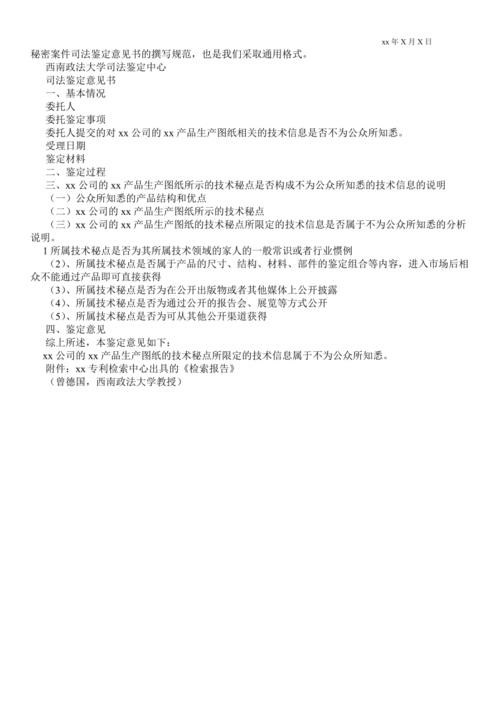 xx 年 X 月 X 日
秘密案件司法鉴定意见书的撰写规范，也是我们采取通用格式。
西南政法大学司法鉴定中心
司法鉴定意见书
一、基本情况
委托人
委托鉴定事项
委托人提交的对 xx 公司的 xx 产品生产图纸相关的技术信息是否不为公众所知悉。
受理日期
鉴定材料
二、鉴定过程
三、xx 公司的 xx 产品生产图纸所示的技术秘点是否构成不为公众所知悉的技术信息的说明
（一）公众所知悉的产品结构和优点
（二）xx 公司的 xx 产品生产图纸所示的技术秘点
（三）xx 公司的 xx 产品生产图纸的技术秘点所限定的技术信息是否属于不为公众所知悉的分析
说明。
1 所属技术秘点是否为其所属技术领域的家人的一般常识或者行业惯例
（2）、所属技术秘点是否属于产品的尺寸、结构、材料、部件的鉴定组合等内容，进入市场后相
众不能通过产品即可直接获得
（3）、所属技术秘点是否为在公开出版物或者其他媒体上公开披露
（4）、所属技术秘点是否为通过公开的报告会、展览等方式公开
（5）、所属技术秘点是否为可从其他公开渠道获得
四、鉴定意见
综上所述，本鉴定意见如下：
xx 公司的 xx 产品生产图纸的技术秘点所限定的技术信息属于不为公众所知悉。
附件：xx 专利检索中心出具的《检索报告》
（曾德国，西南政法大学教授）